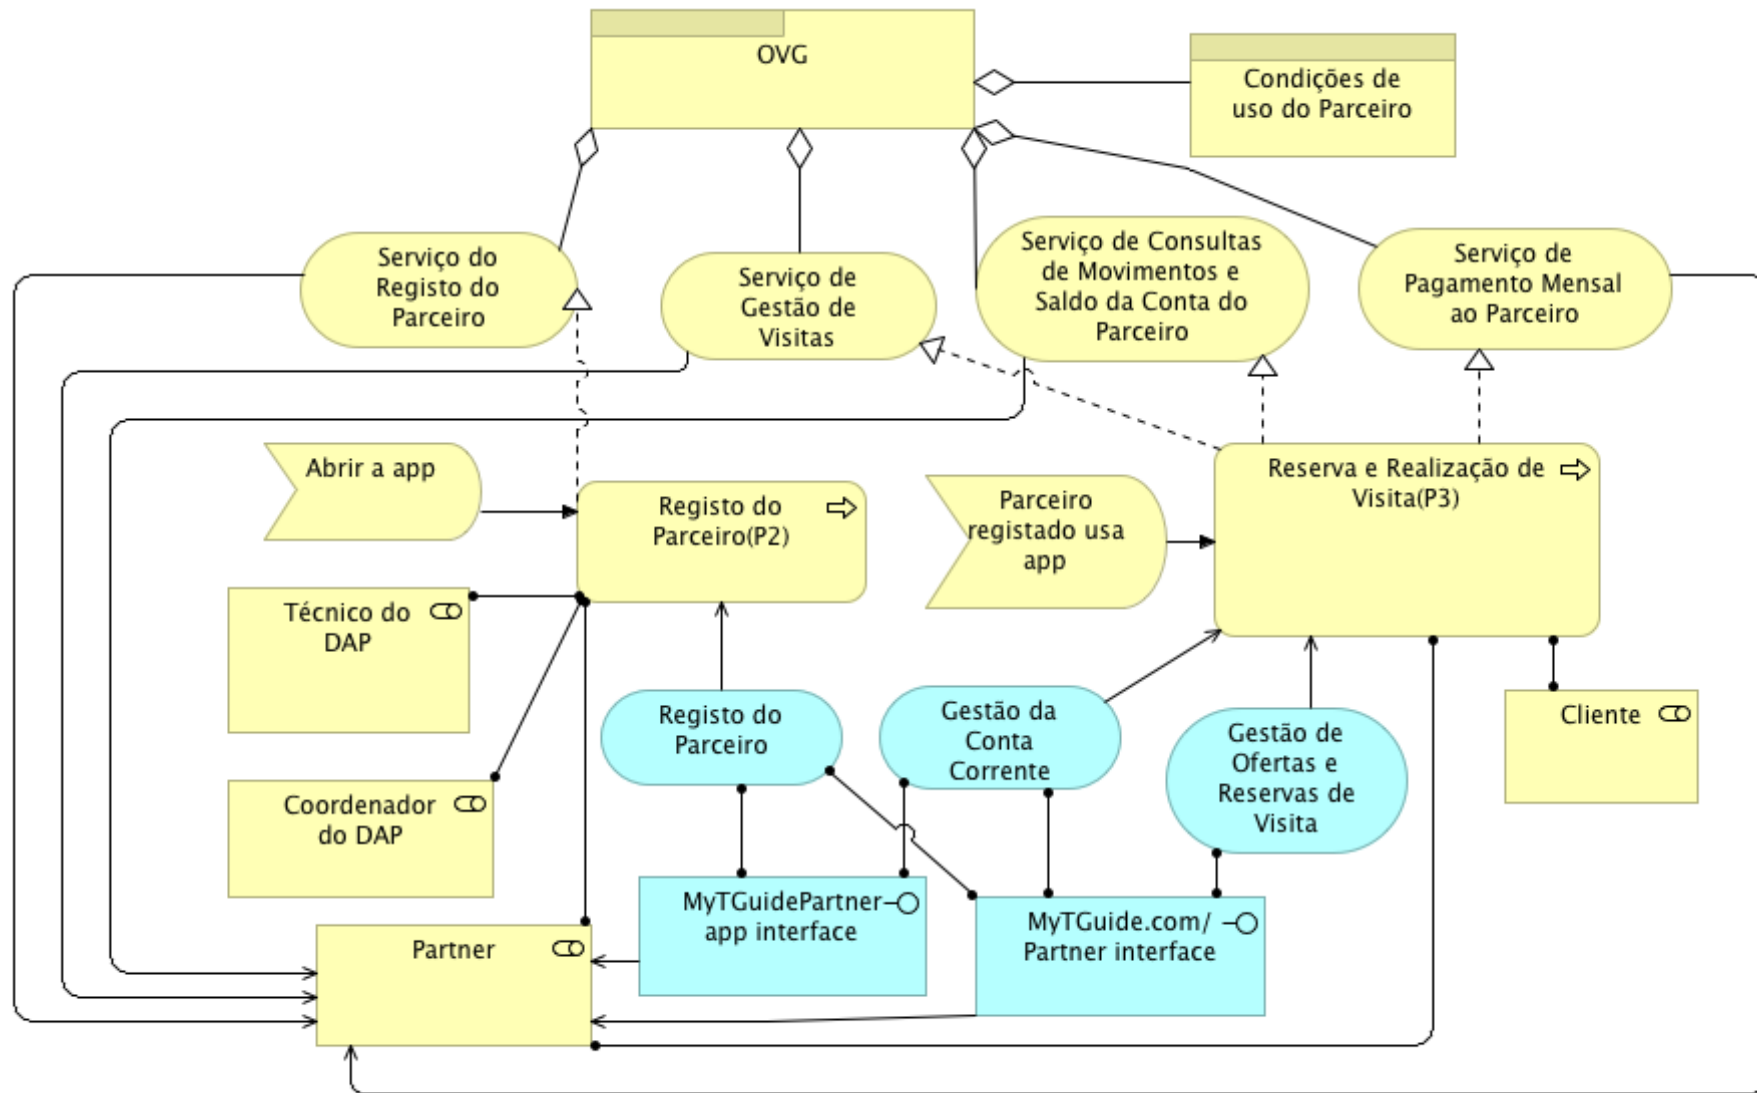 OVG
Condições de
uso do Parceiro
Serviço do
Registo do
Parceiro
Serviço de
Gestão de
Visitas
Serviço de Consultas
de Movimentos e
Saldo da Conta do
Parceiro
Serviço de
Pagamento Mensal
ao Parceiro
Abrir a app
Registo do
Parceiro(P2)
Parceiro
registado usa
app
Reserva e Realização de
Visita(P3)
Técnico do
DAP
Coordenador
do DAP
Registo do
Parceiro
Gestão da
Conta
Corrente
Gestão de
Ofertas e
Reservas de
Visita
Cliente
Partner
MyTGuidePartner
app interface
MyTGuide.com/
Partner interface